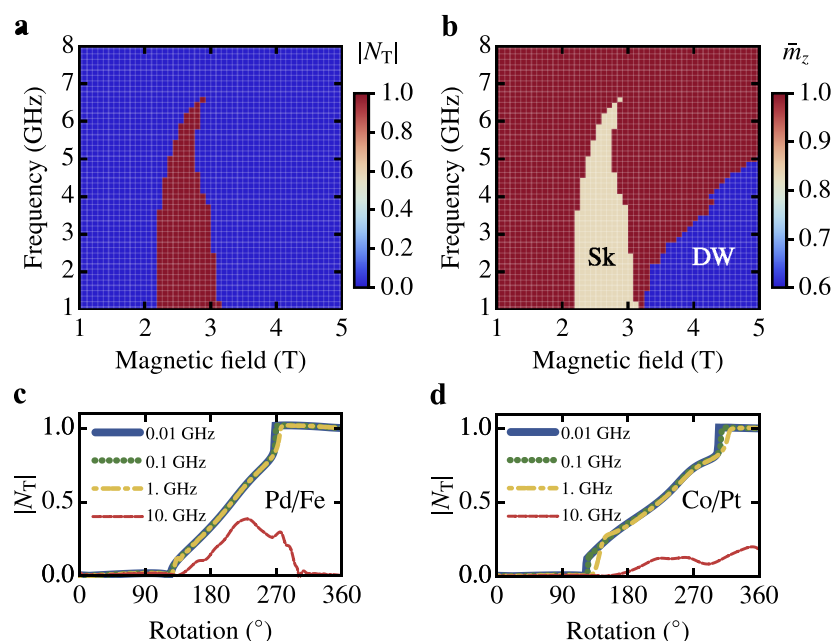 a
|N_T|
8
7
6
5
4
3
2
1
Frequency (GHz)
1 2 3 4 5
Magnetic field (T)
1.0
0.8
0.6
0.4
0.2
0.0
b
m̄_z
8
7
6
5
4
3
2
1
Frequency (GHz)
Sk
DW
1 2 3 4 5
Magnetic field (T)
1.0
0.9
0.8
0.7
0.6
c
|N_T|
1.0
0.5
0.0
0.01 GHz
0.1 GHz
1. GHz
10. GHz
Pd/Fe
0 90 180 270 360
Rotation (°)
d
|N_T|
1.0
0.5
0.0
0.01 GHz
0.1 GHz
1. GHz
10. GHz
Co/Pt
0 90 180 270 360
Rotation (°)